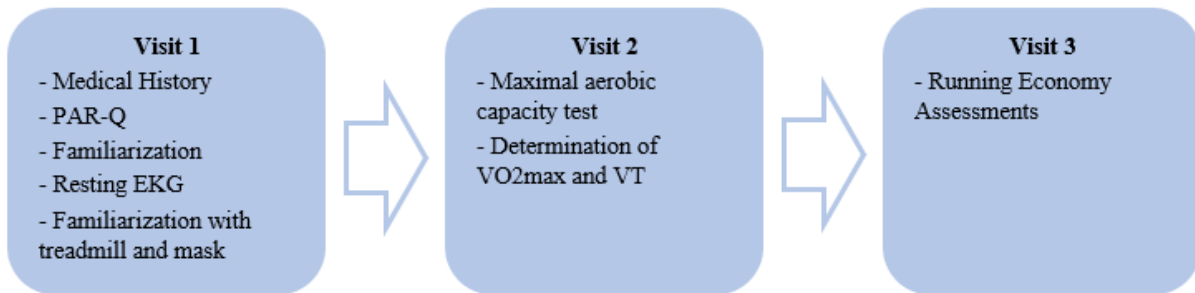 Visit 1
- Medical History
- PAR-Q
- Familiarization
- Resting EKG
- Familiarization with
treadmill and mask
Visit 2
- Maximal aerobic
capacity test
- Determination of
VO2max and VT
Visit 3
- Running Economy
Assessments